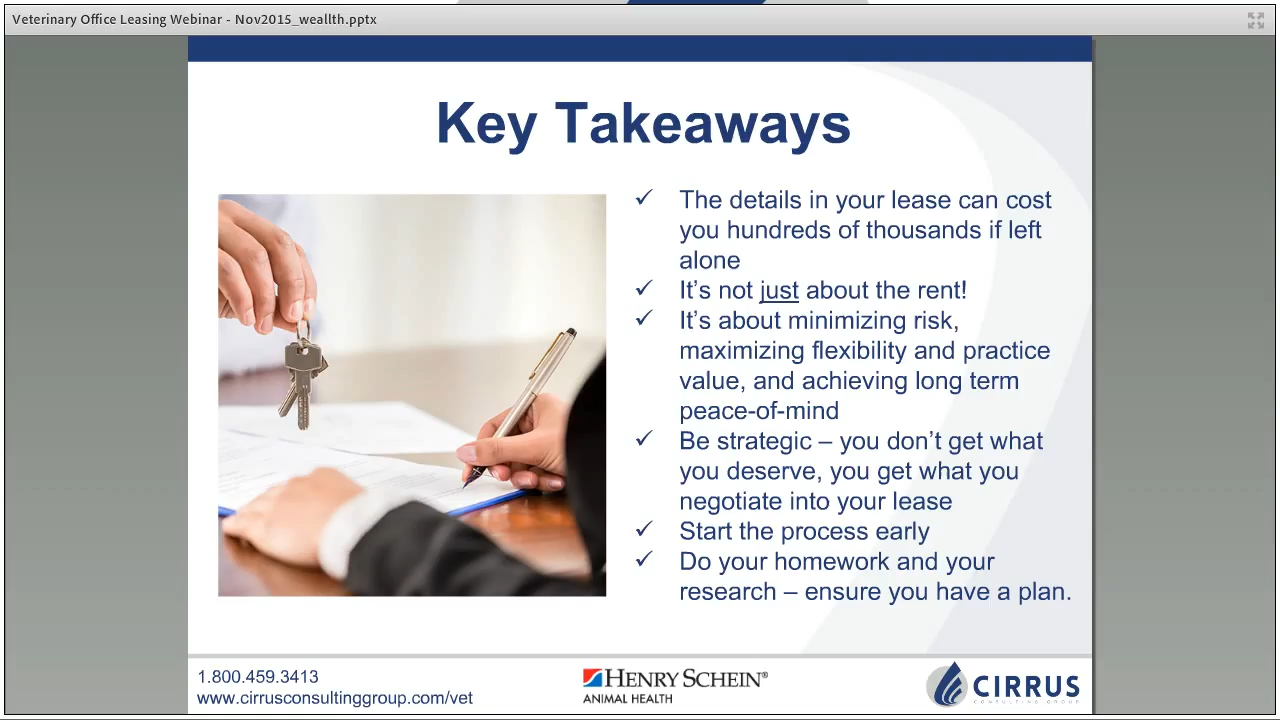 Veterinary Office Leasing Webinar - Nov2015_weallth.pptx
Key Takeaways
✓ The details in your lease can cost
you hundreds of thousands if left
alone
✓ It's not just about the rent!
✓ It's about minimizing risk,
maximizing flexibility and practice
value, and achieving long term
peace-of-mind
✓ Be strategic – you don't get what
you deserve, you get what you
negotiate into your lease
✓ Start the process early
✓ Do your homework and your
research – ensure you have a plan.
1.800.459.3413
www.cirrusconsultinggroup.com/vet
HENRY SCHEIN®
ANIMAL HEALTH
CIRRUS
CONSULTING GROUP